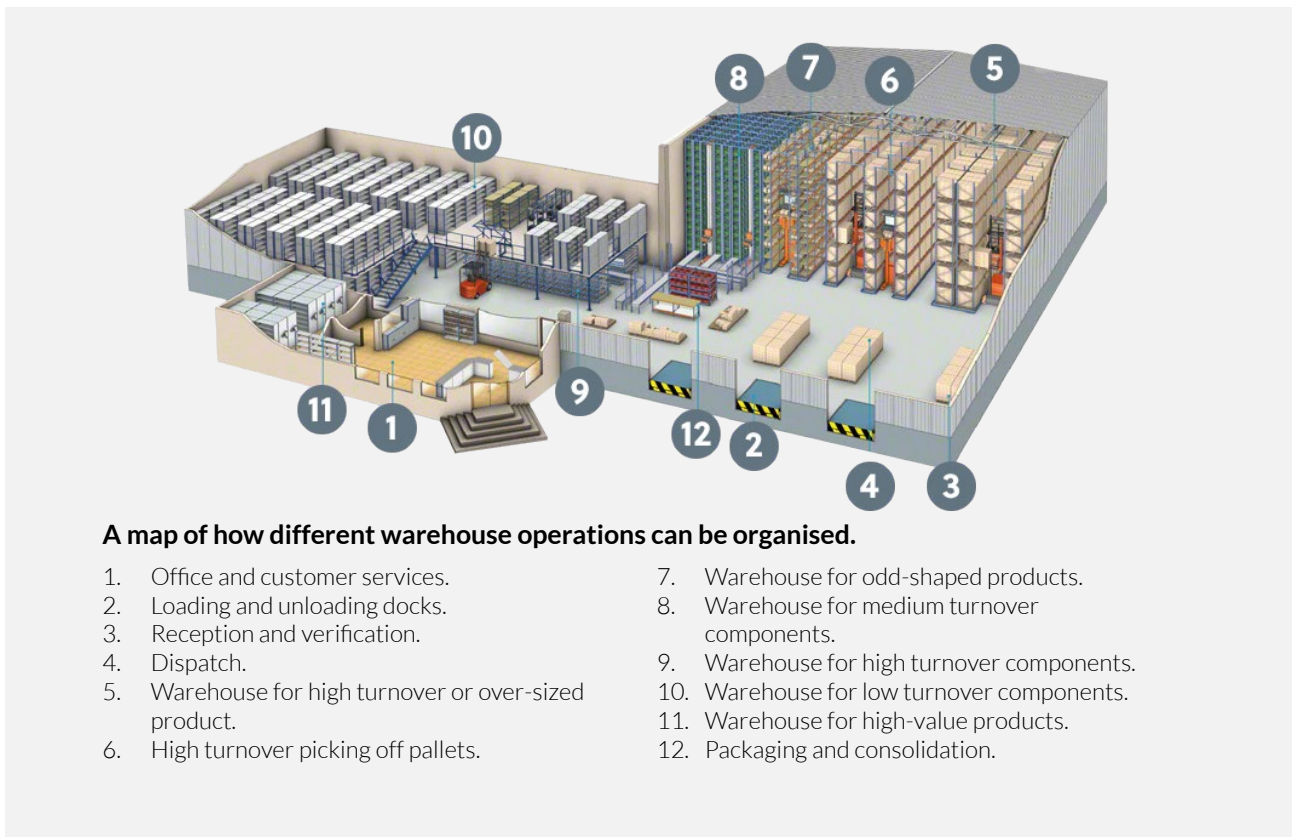 8
7
6
5
10
9
11
1
12
2
4
3
A map of how different warehouse operations can be organised.
1. Office and customer services.
2. Loading and unloading docks.
3. Reception and verification.
4. Dispatch.
5. Warehouse for high turnover or over-sized
product.
6. High turnover picking off pallets.
7. Warehouse for odd-shaped products.
8. Warehouse for medium turnover
components.
9. Warehouse for high turnover components.
10. Warehouse for low turnover components.
11. Warehouse for high-value products.
12. Packaging and consolidation.